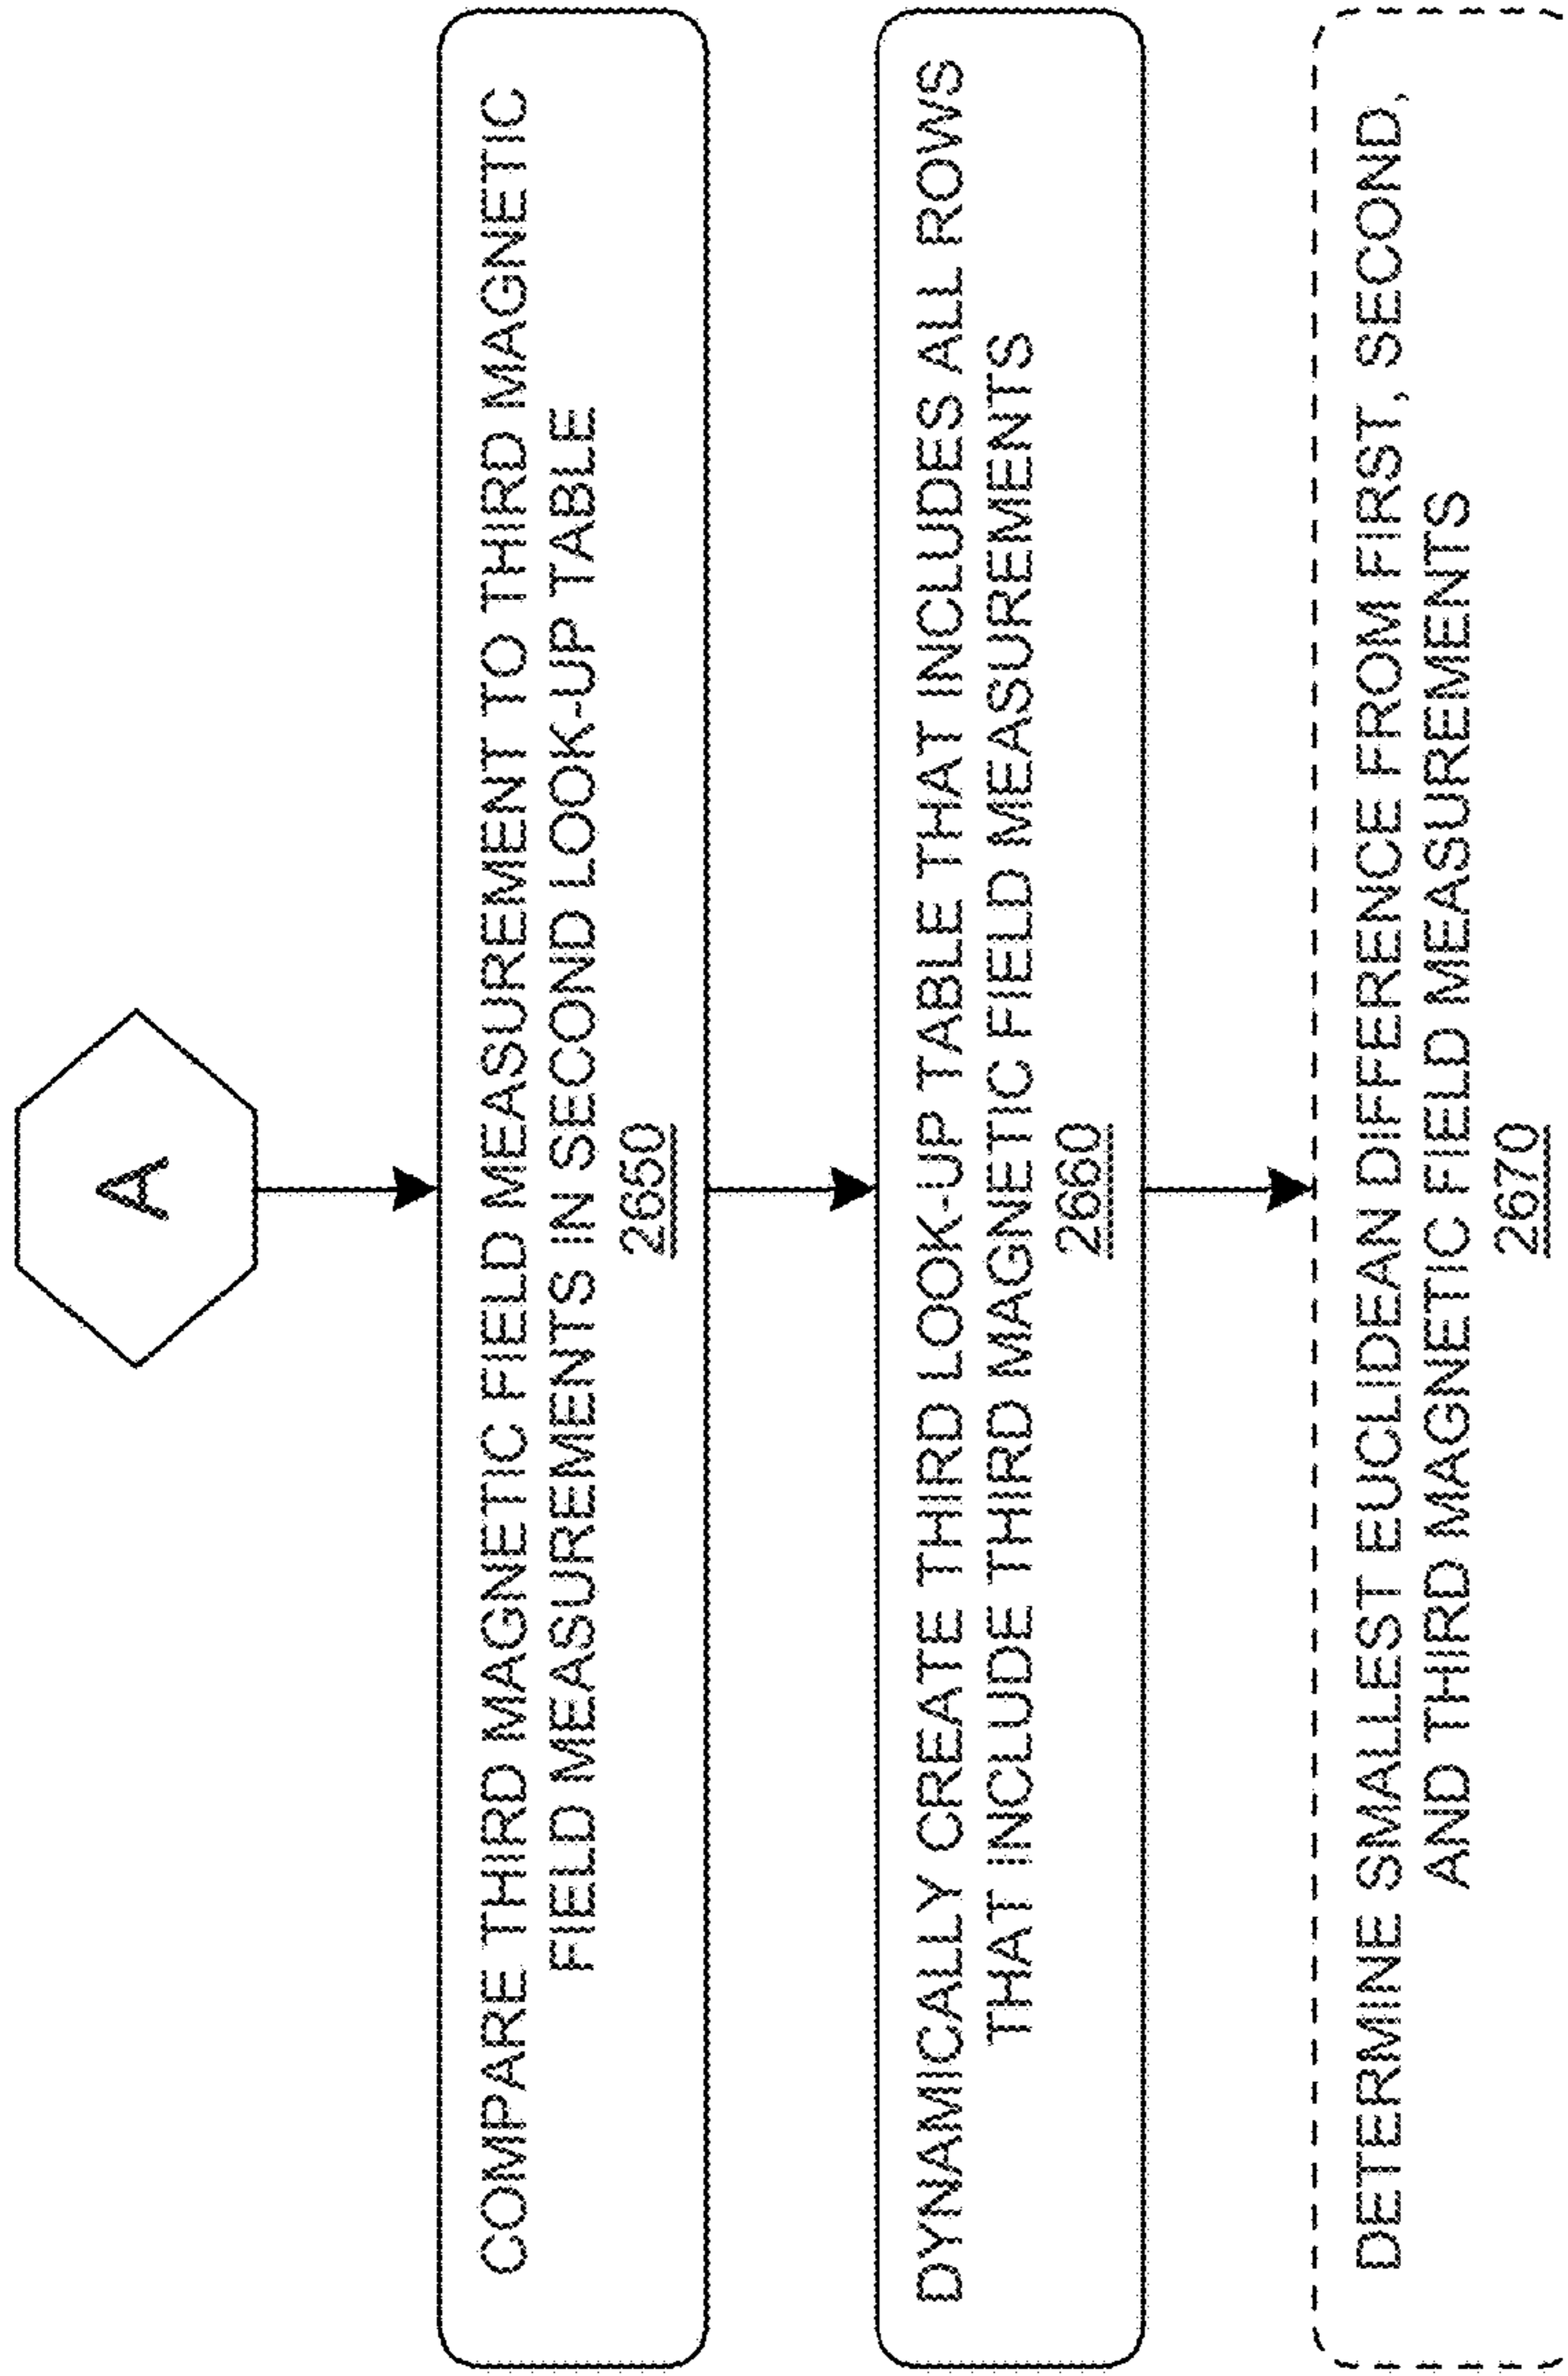 A
COMPARE THIRD MAGNETIC FIELD MEASUREMENT TO THIRD MAGNETIC
FIELD MEASUREMENTS IN SECOND LOOK-UP TABLE
2650
DYNAMICALLY CREATE THIRD LOOK-UP TABLE THAT INCLUDES ALL ROWS
THAT INCLUDE THIRD MAGNETIC FIELD MEASUREMENTS
2660
DETERMINE SMALLEST EUCLIDEAN DIFFERENCE FROM FIRST, SECOND,
AND THIRD MAGNETIC FIELD MEASUREMENTS
2670